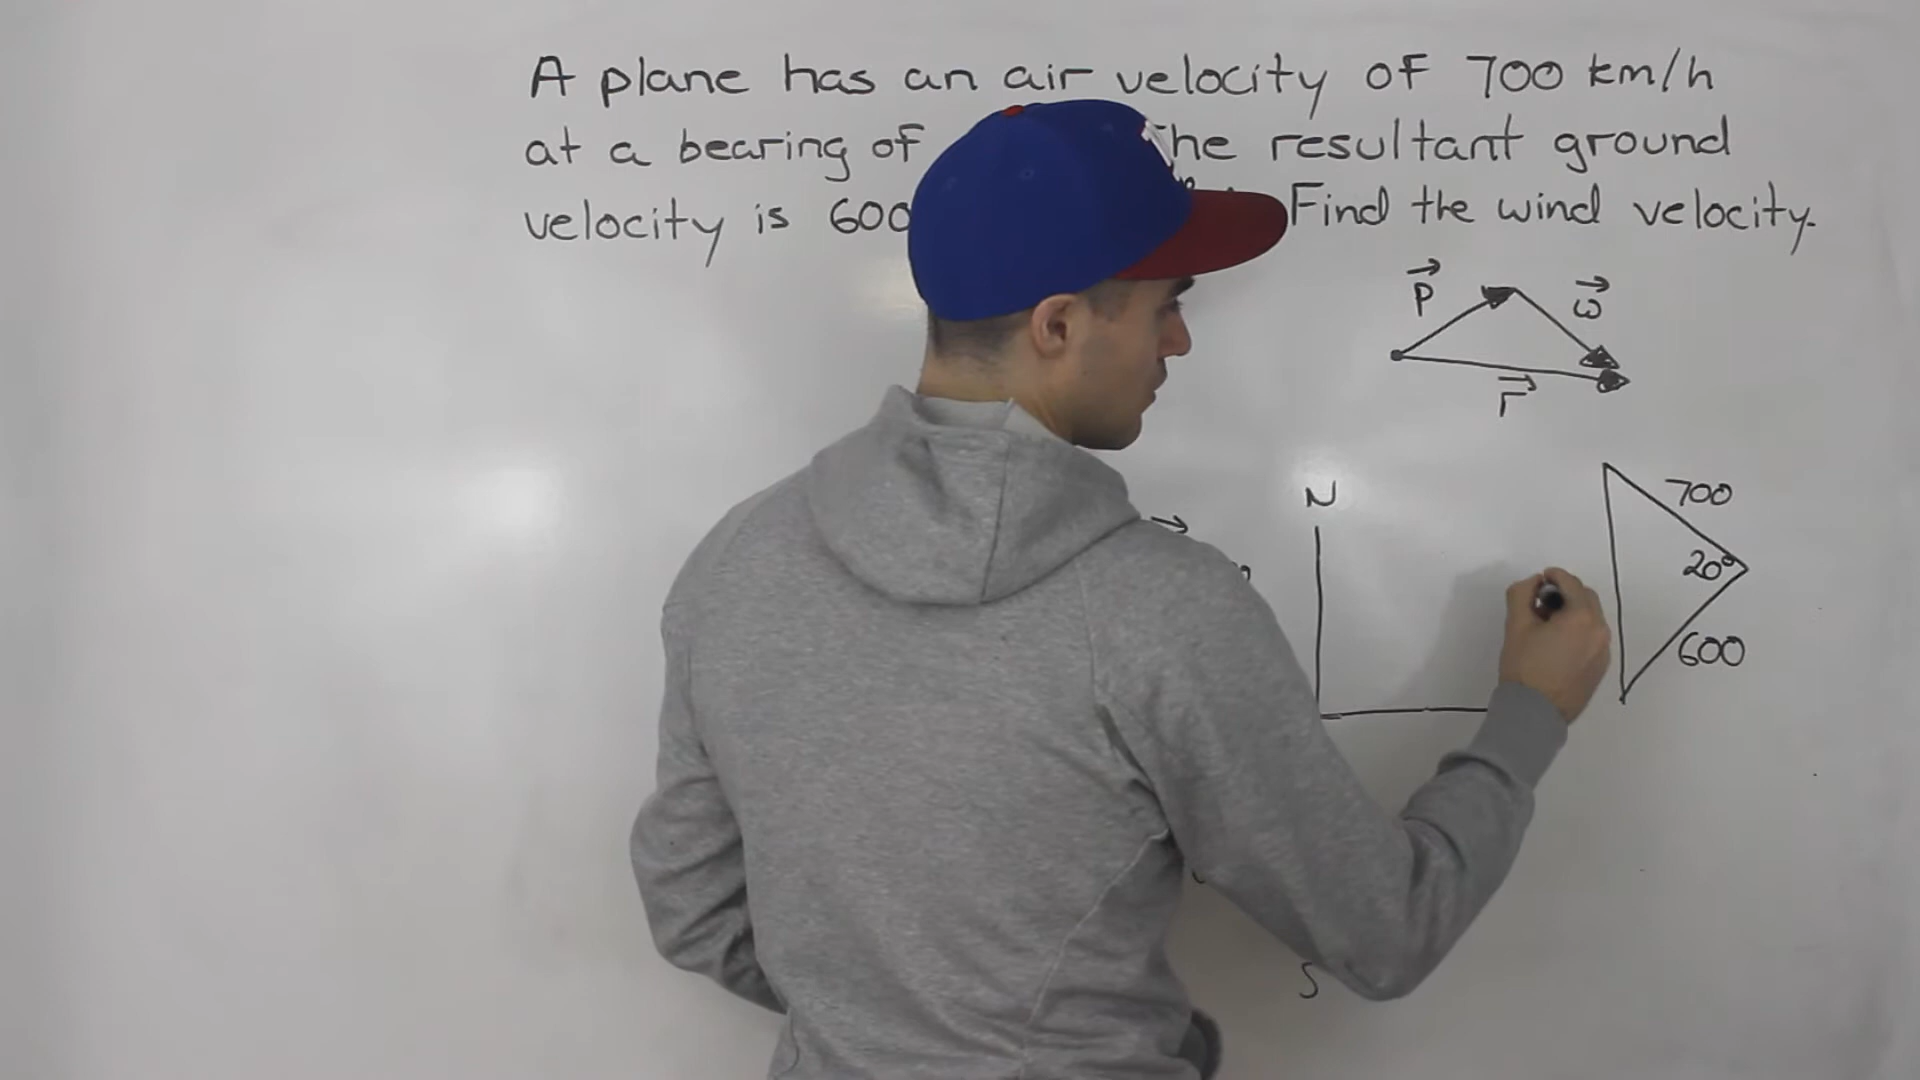 A plane has an air velocity of 700 km/h
at a bearing of The resultant ground
velocity is 600 Find the wind velocity.
p
w
r
N
700
20°
600
S